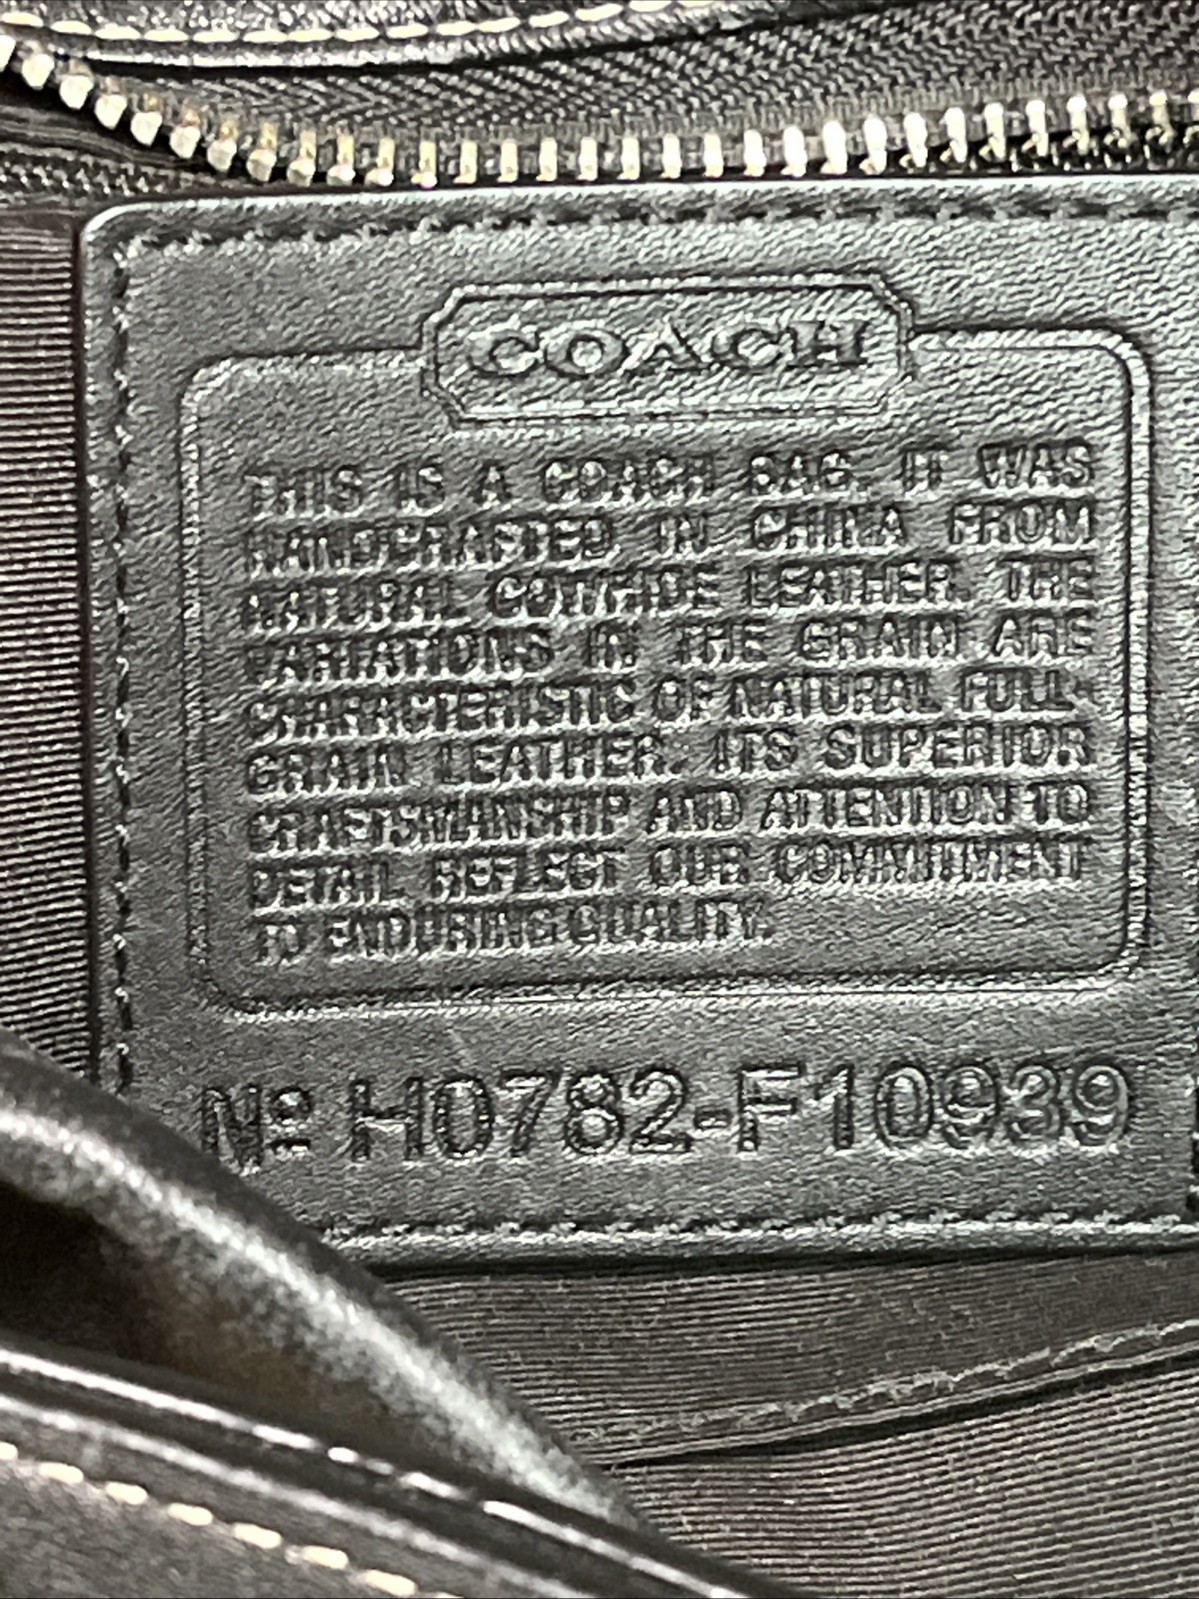 COACH
THIS IS A COACH BAG. IT WAS
HANDCRAFTED IN CHINA FROM
NATURAL COWHIDE LEATHER. THE
VARIATIONS IN THE GRAIN ARE
CHARACTERISTIC OF NATURAL FULL-
GRAIN LEATHER. ITS SUPERIOR
CRAFTSMANSHIP AND ATTENTION TO
DETAIL REFLECT OUR COMMITMENT
TO ENDURING QUALITY.
Nº H0782-F10939